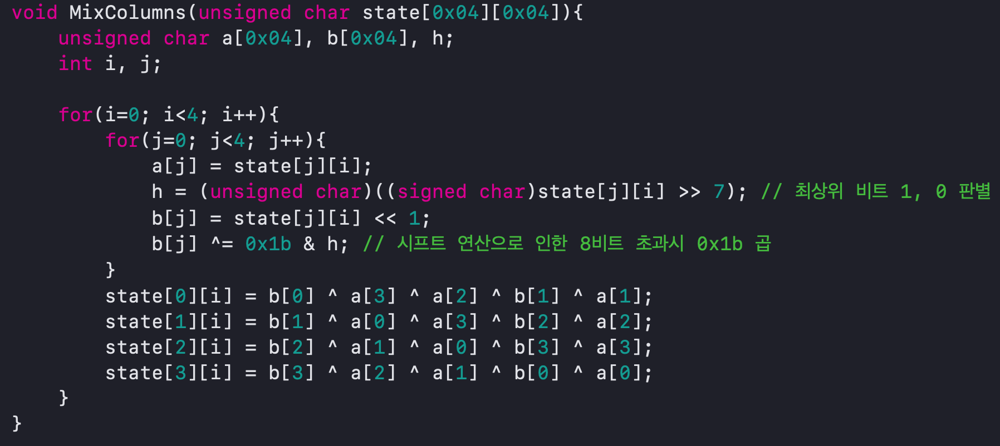 void MixColumns(unsigned char state[0x04][0x04]){
    unsigned char a[0x04], b[0x04], h;
    int i, j;

    for(i=0; i<4; i++){
        for(j=0; j<4; j++){
            a[j] = state[j][i];
            h = (unsigned char)((signed char)state[j][i] >> 7); // 최상위 비트 1, 0 판별
            b[j] = state[j][i] << 1;
            b[j] ^= 0x1b & h; // 시프트 연산으로 인한 8비트 초과시 0x1b 곱
        }
        state[0][i] = b[0] ^ a[3] ^ a[2] ^ b[1] ^ a[1];
        state[1][i] = b[1] ^ a[0] ^ a[3] ^ b[2] ^ a[2];
        state[2][i] = b[2] ^ a[1] ^ a[0] ^ b[3] ^ a[3];
        state[3][i] = b[3] ^ a[2] ^ a[1] ^ b[0] ^ a[0];
    }
}